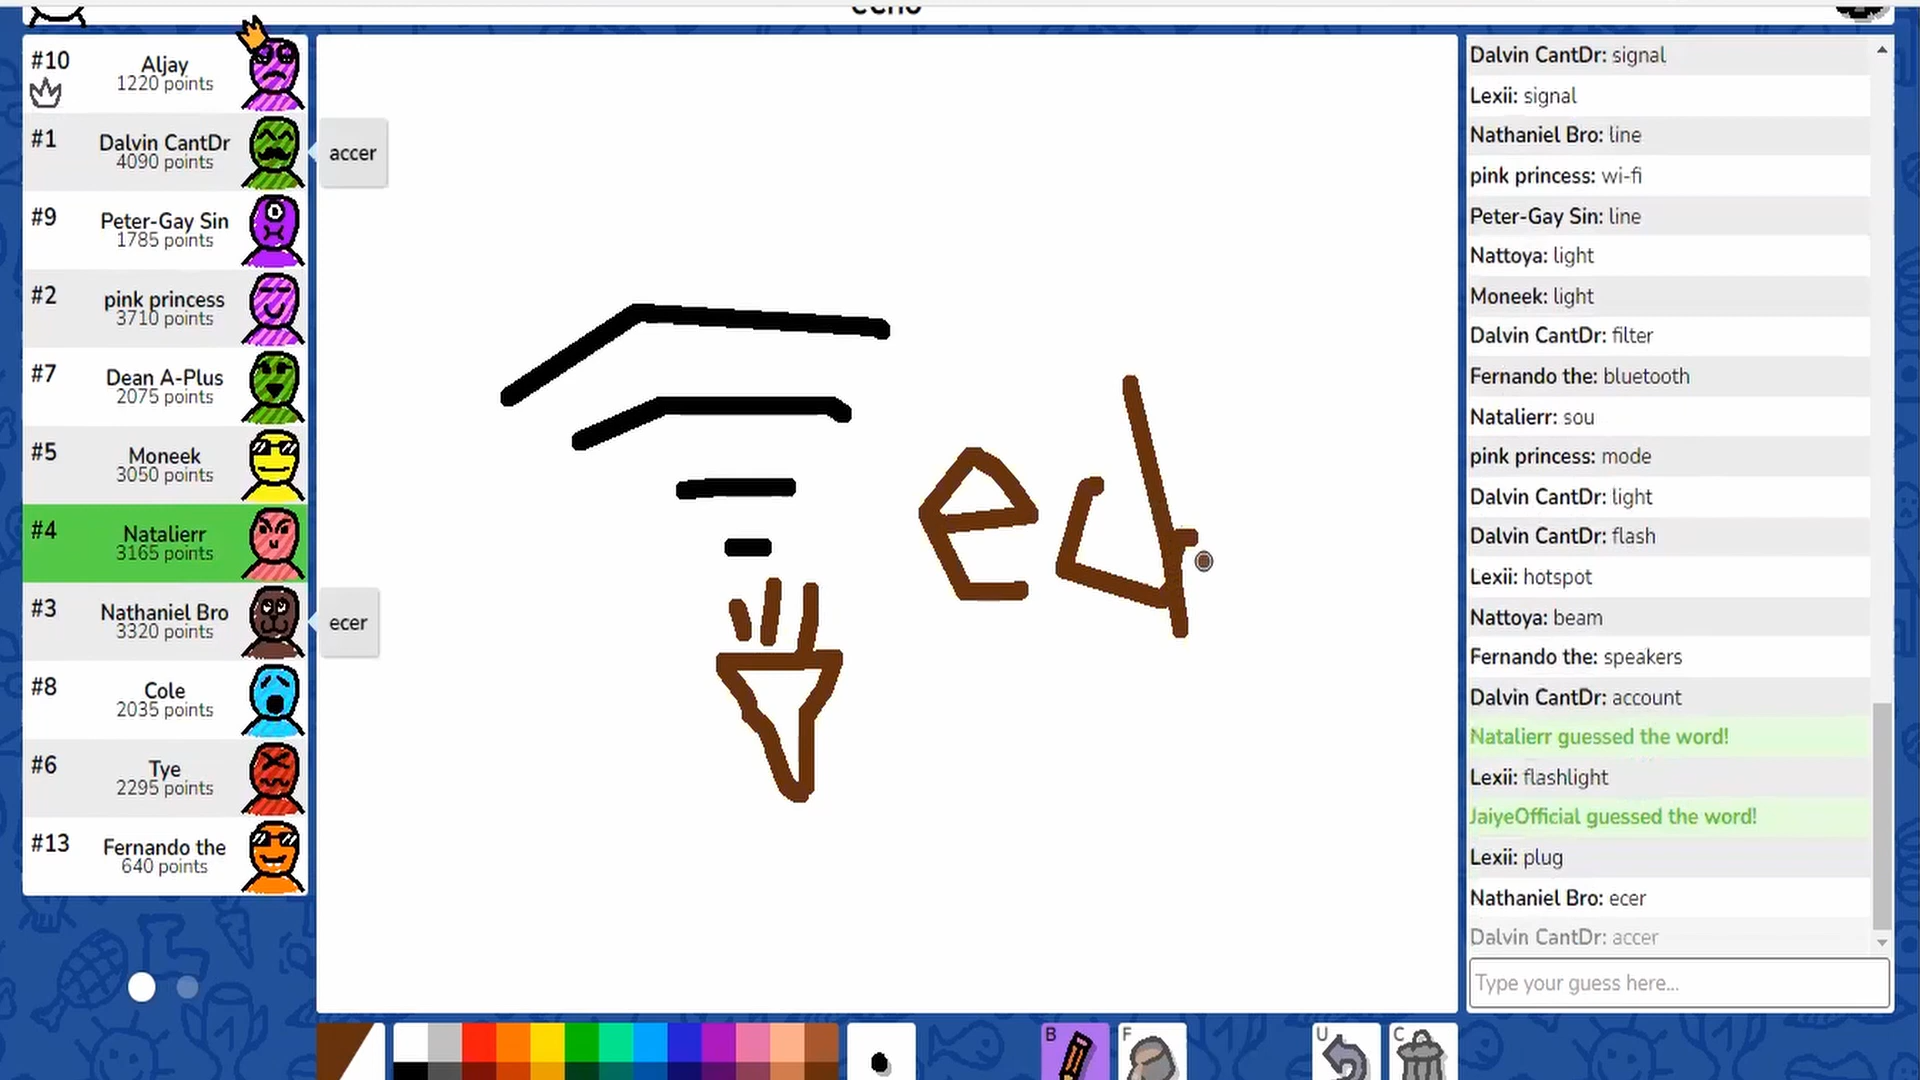 echo
#10 Aljay
1220 points
#1 Dalvin CantDr
4090 points
#9 Peter-Gay Sin
1785 points
#2 pink princess
3710 points
#7 Dean A-Plus
2075 points
#5 Moneek
3050 points
#4 Natalierr
3165 points
#3 Nathaniel Bro
3320 points
#8 Cole
2035 points
#6 Tye
2295 points
#13 Fernando the
640 points
accer
ecer
ech
Dalvin CantDr: signal
Lexii: signal
Nathaniel Bro: line
pink princess: wi-fi
Peter-Gay Sin: line
Nattoya: light
Moneek: light
Dalvin CantDr: filter
Fernando the: bluetooth
Natalierr: sou
pink princess: mode
Dalvin CantDr: light
Dalvin CantDr: flash
Lexii: hotspot
Nattoya: beam
Fernando the: speakers
Dalvin CantDr: account
Natalierr guessed the word!
Lexii: flashlight
JaiyeOfficial guessed the word!
Lexii: plug
Nathaniel Bro: ecer
Dalvin CantDr: accer
Type your guess here...
B
F
U
C